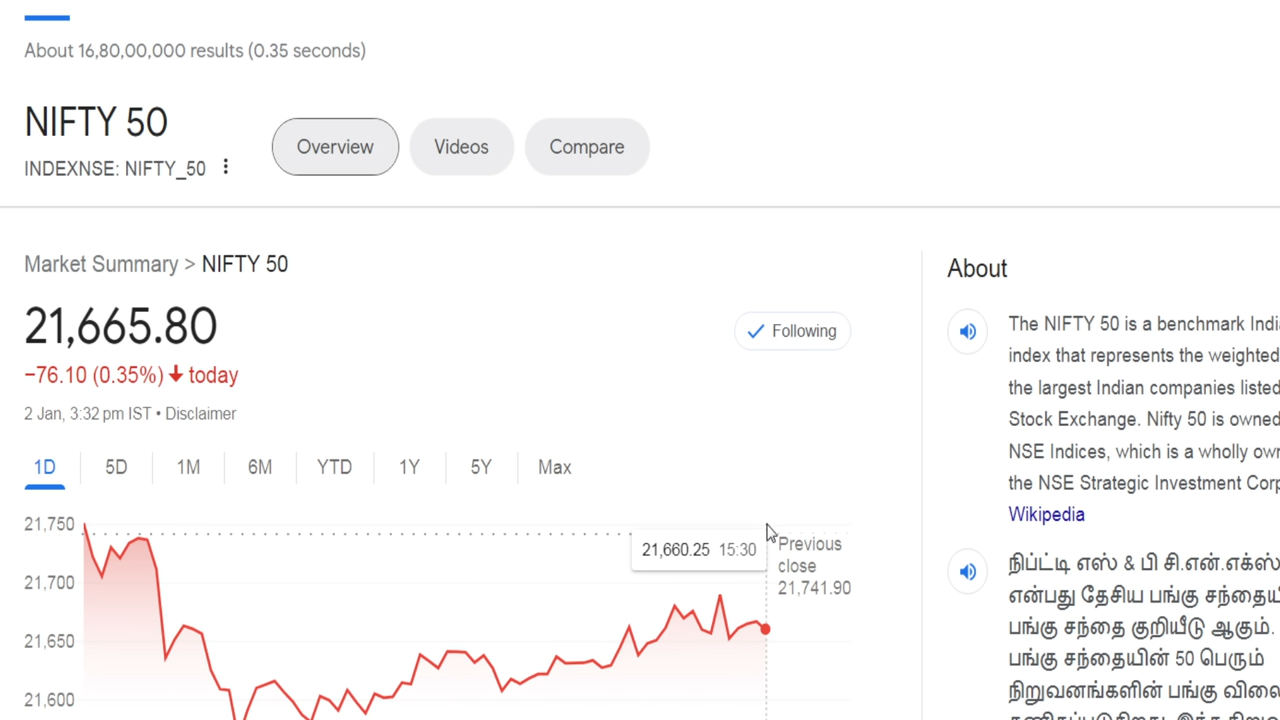 About 16,80,00,000 results (0.35 seconds)
NIFTY 50
INDEXNSE: NIFTY_50
Overview
Videos
Compare
Market Summary > NIFTY 50
21,665.80
−76.10 (0.35%) ↓ today
2 Jan, 3:32 pm IST • Disclaimer
Following
1D 5D 1M 6M YTD 1Y 5Y Max
21,750
21,700
21,650
21,600
21,660.25 15:30
Previous
close
21,741.90
About
The NIFTY 50 is a benchmark
index that represents the weighted
the largest Indian companies listed
Stock Exchange. Nifty 50 is owned
NSE Indices, which is a wholly
the NSE Strategic Investment
Wikipedia
நிப்ட்டி எஸ் & பி சி.என்.எக்ஸ்
என்பது தேசிய பங்கு
பங்கு சந்தை குறியீடு ஆகும்.
பங்கு சந்தையின் 50 பெரும்
நிறுவனங்களின் பங்கு